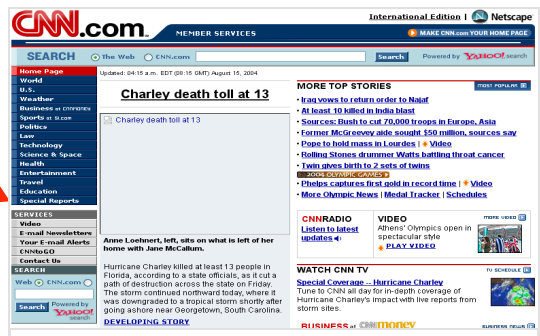 International Edition | Netscape
CNN.com
MEMBER SERVICES
MAKE CNN.com YOUR HOME PAGE
SEARCH The Web CNN.com Search Powered by YAHOO! search
Home Page
World
U.S.
Weather
Business at CNNMONEY
Sports at SI.com
Politics
Law
Technology
Science & Space
Health
Entertainment
Travel
Education
Special Reports
SERVICES
Video
E-mail Newsletters
Your E-mail Alerts
CNNtoGO
Contact Us
SEARCH
Web CNN.com
Search Powered by
YAHOO!
search
Updated: 04:15 a.m. EDT (08:15 GMT) August 15, 2004
Charley death toll at 13
Charley death toll at 13
Anne Loehnert, left, sits on what is left of her
home with Jane McCallum.
Hurricane Charley killed at least 13 people in
Florida, according to a state officials, as it cut a
path of destruction across the state on Friday.
The storm continued northward today, where it
was downgraded to a tropical storm shortly after
going ashore near Georgetown, South Carolina.
DEVELOPING STORY
MORE TOP STORIES MOST POPULAR
• Iraq vows to return order to Najaf
• At least 10 killed in India blast
• Sources: Bush to cut 70,000 troops in Europe, Asia
• Former McGreevey aide sought $50 million, sources say
• Pope to hold mass in Lourdes | Video
• Rolling Stones drummer Watts battling throat cancer
• Twin gives birth to 2 sets of twins
2004 OLYMPIC GAMES
• Phelps captures first gold in record time | Video
• More Olympic News | Medal Tracker | Schedules
CNNRADIO
Listen to latest
updates
VIDEO MORE VIDEO
Athens' Olympics open in
spectacular style
PLAY VIDEO
WATCH CNN TV TV SCHEDULE
Special Coverage -- Hurricane Charley
Tune to CNN all day for in-depth coverage of
Hurricane Charley's impact with live reports from
storm sites.
BUSINESS at CNNmoney BUSINESS NEWS